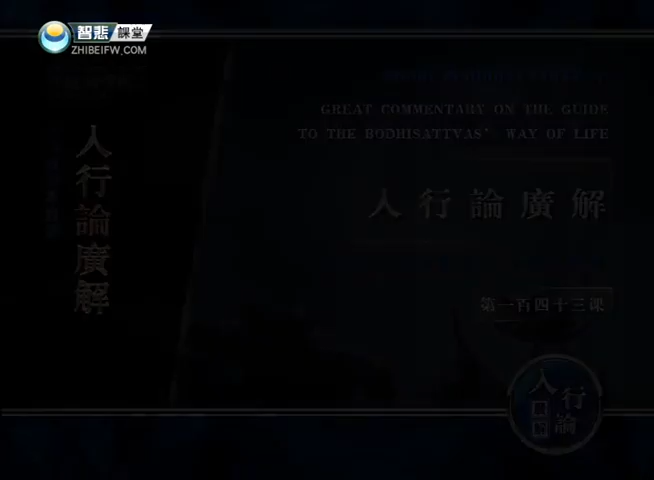 智悲 課堂
ZHIBEIFW.COM
GREAT COMMENTARY ON THE GUIDE
TO THE BODHISATTVAS' WAY OF LIFE
入行論廣解
入行論廣解
第一百四十三课
入行論